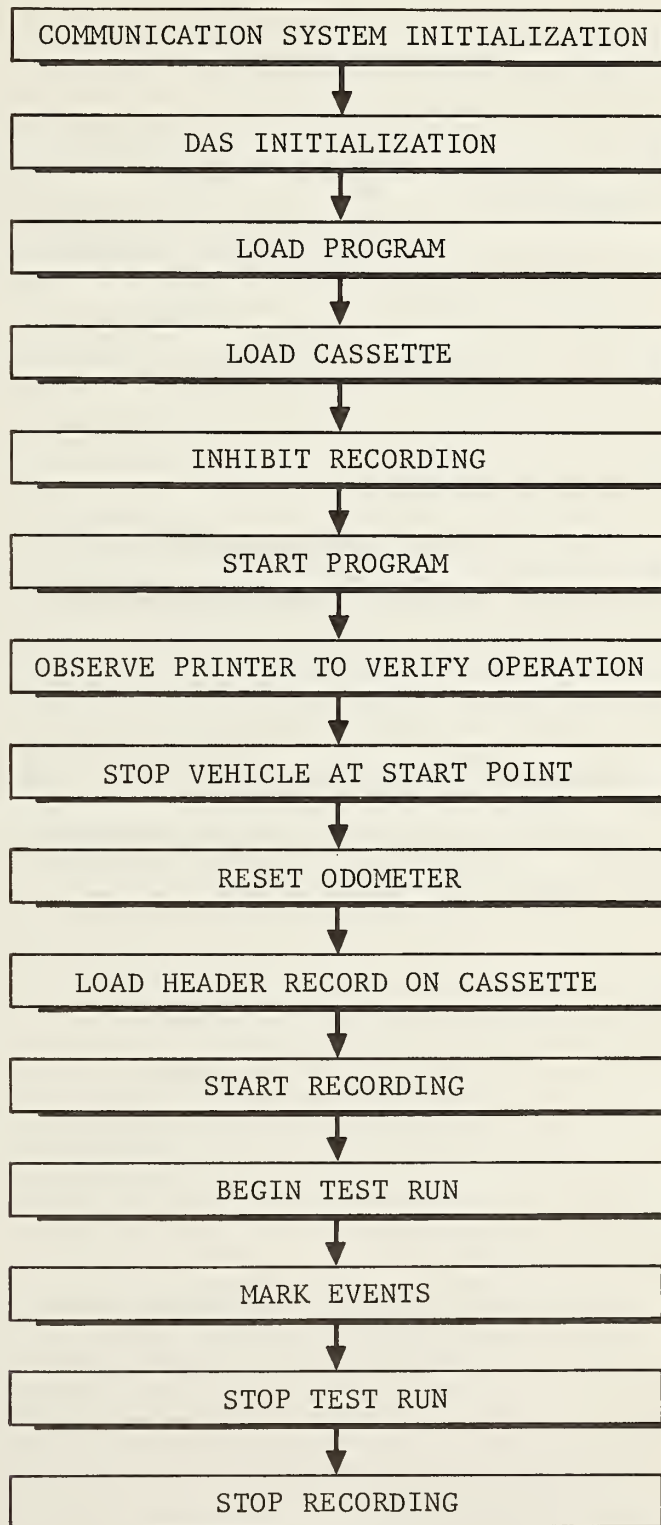 COMMUNICATION SYSTEM INITIALIZATION
DAS INITIALIZATION
LOAD PROGRAM
LOAD CASSETTE
INHIBIT RECORDING
START PROGRAM
OBSERVE PRINTER TO VERIFY OPERATION
STOP VEHICLE AT START POINT
RESET ODOMETER
LOAD HEADER RECORD ON CASSETTE
START RECORDING
BEGIN TEST RUN
MARK EVENTS
STOP TEST RUN
STOP RECORDING